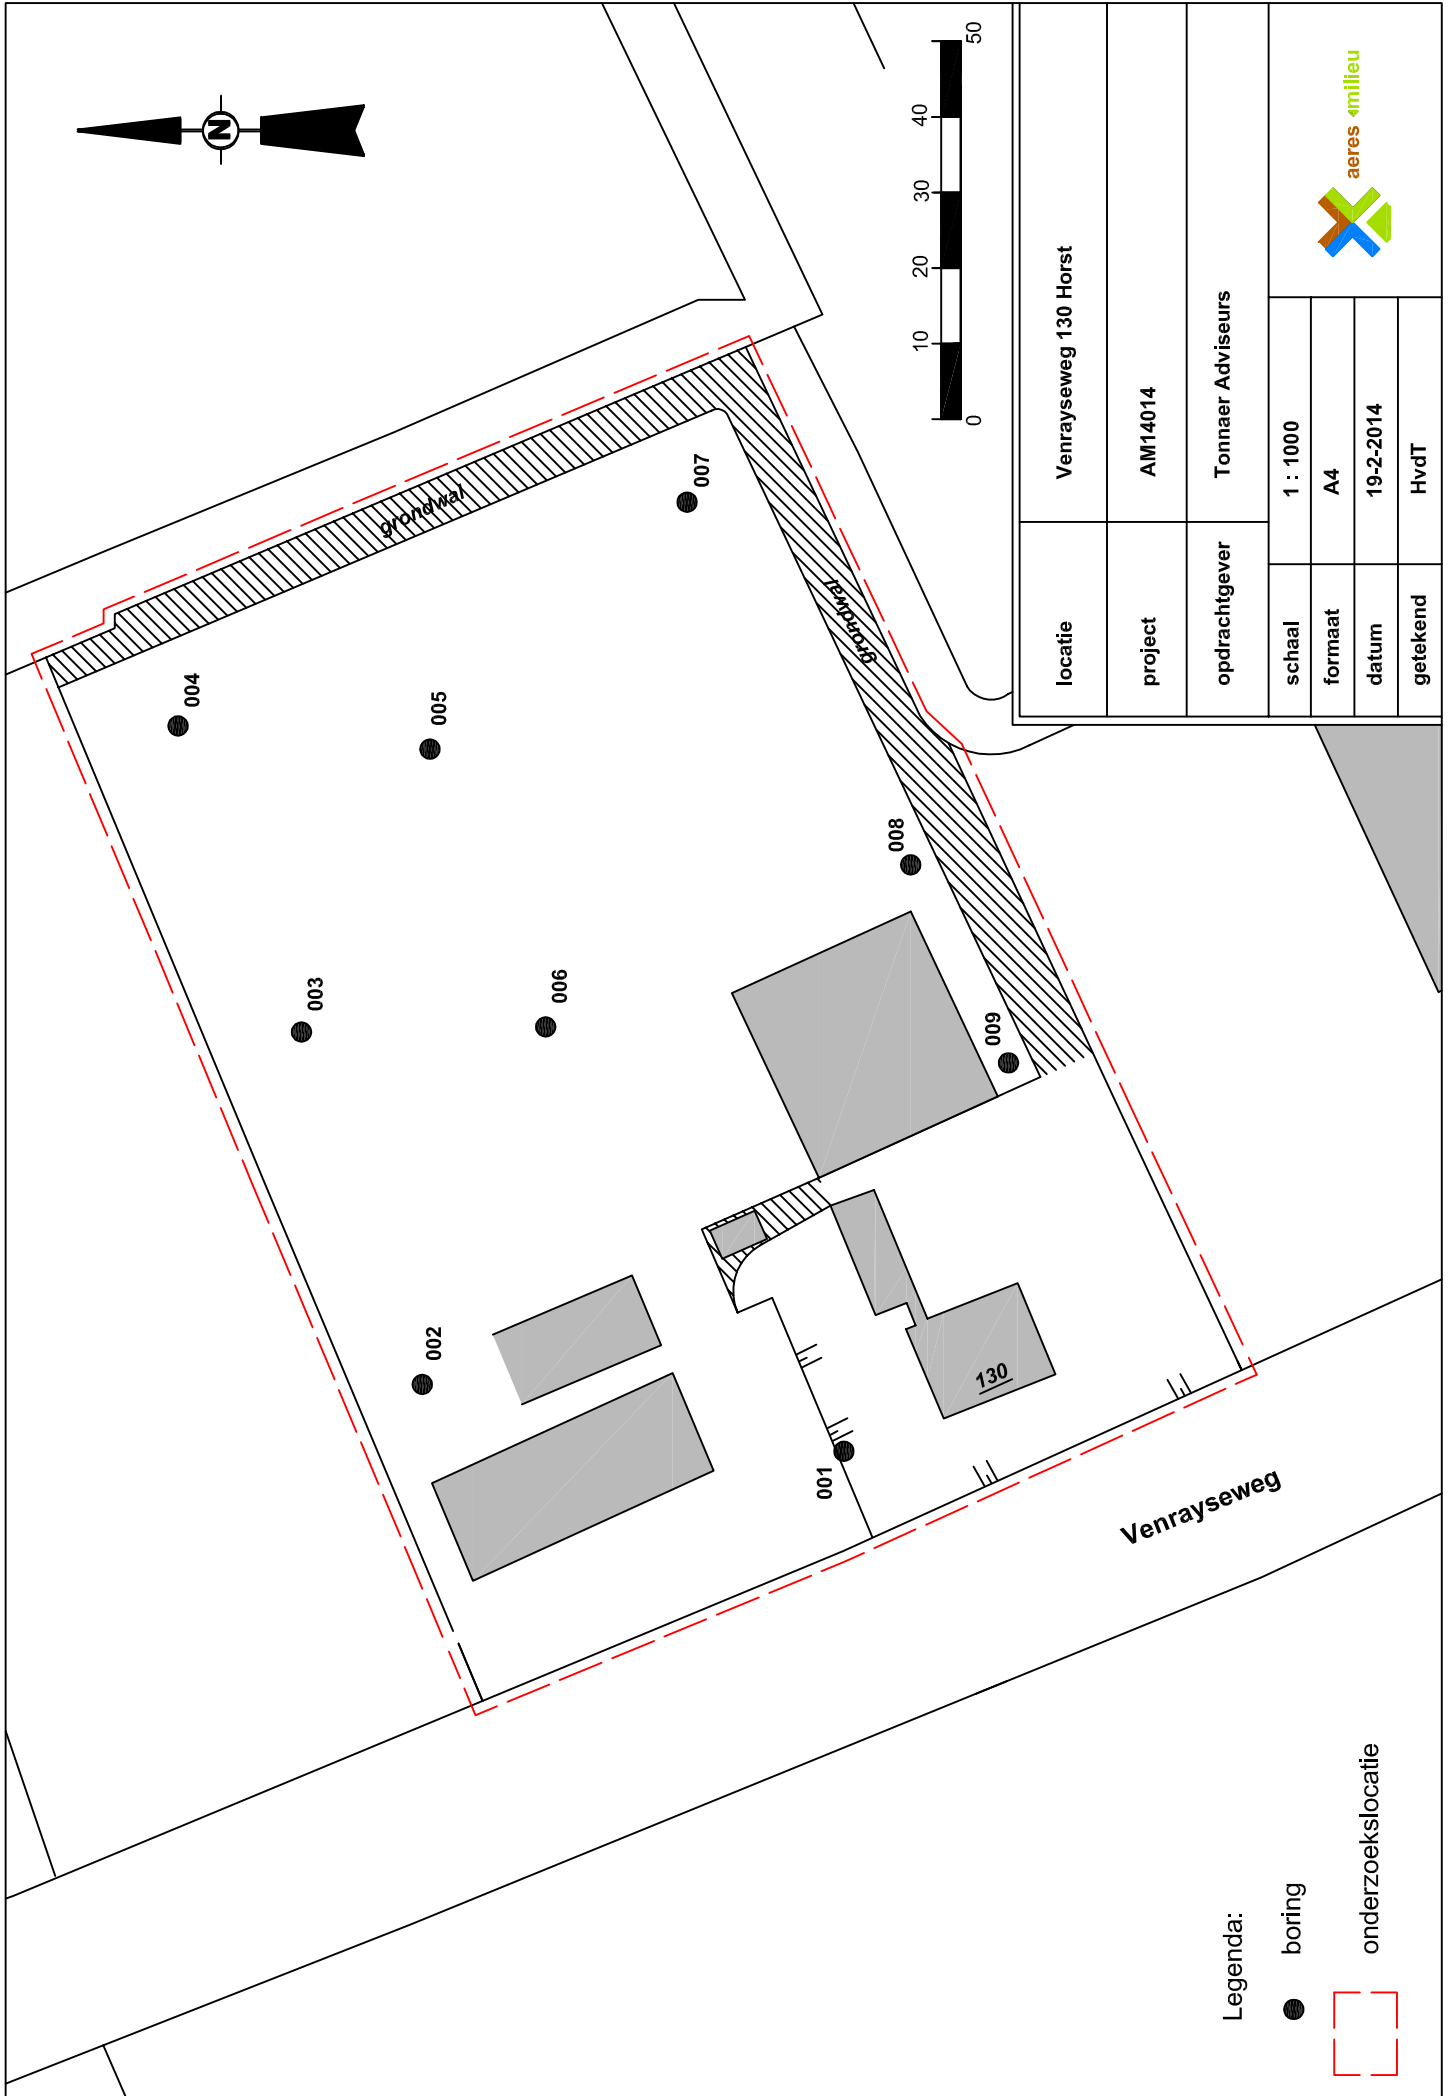 N
004
005
003
006
002
001
007
008
009
grondwal
grondwal
130
Venrayseweg
0 10 20 30 40 50
Legenda:
boring
onderzoekslocatie
locatie Venrayseweg 130 Horst
project AM14014
opdrachtgever Tonnaer Adviseurs
schaal 1 : 1000
formaat A4
datum 19-2-2014
getekend HvdT
aeres milieu